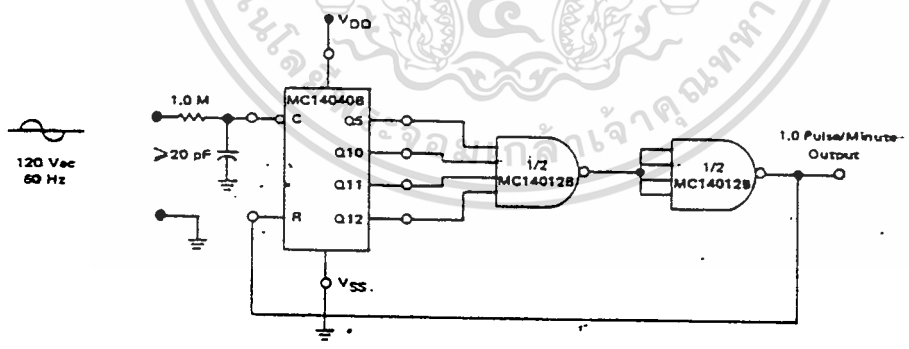 VDD
1.0 M
MC14040B
C
Q5
Q10
Q11
Q12
R
≥20 pF
120 Vac
60 Hz
1/2
MC14012B
1/2
MC14012B
1.0 Pulse/Minute
Output
VSS